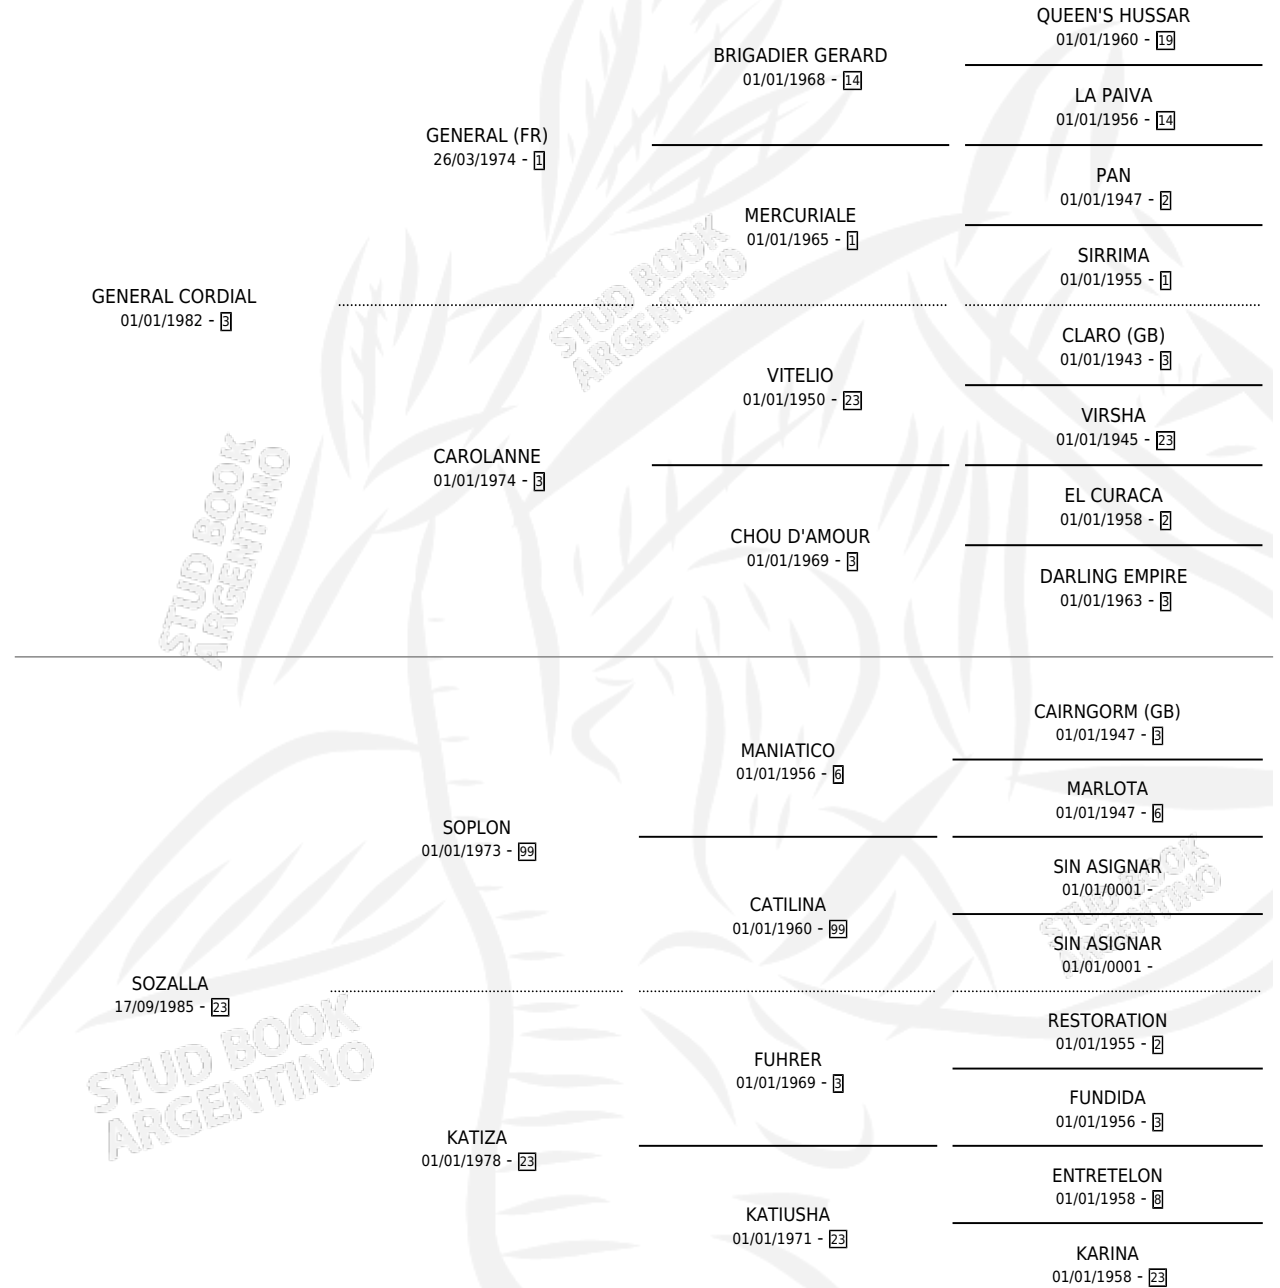 QUEEN'S HUSSAR
01/01/1960 - 19
BRIGADIER GERARD
01/01/1968 - 14
LA PAIVA
01/01/1956 - 14
GENERAL (FR)
26/03/1974 - 1
PAN
01/01/1947 - 2
MERCURIALE
01/01/1965 - 1
SIRRIMA
01/01/1955 - 1
GENERAL CORDIAL
01/01/1982 - 3
CLARO (GB)
01/01/1943 - 3
VITELIO
01/01/1950 - 23
VIRSHA
01/01/1945 - 23
CAROLANNE
01/01/1974 - 3
EL CURACA
01/01/1958 - 2
CHOU D'AMOUR
01/01/1969 - 3
DARLING EMPIRE
01/01/1963 - 3
CAIRNGORM (GB)
01/01/1947 - 3
MANIATICO
01/01/1956 - 6
MARLOTA
01/01/1947 - 6
SOPLON
01/01/1973 - 99
SIN ASIGNAR
01/01/0001 -
CATILINA
01/01/1960 - 99
SIN ASIGNAR
01/01/0001 -
SOZALLA
17/09/1985 - 23
RESTORATION
01/01/1955 - 2
FUHRER
01/01/1969 - 3
FUNDIDA
01/01/1956 - 3
KATIZA
01/01/1978 - 23
ENTRETELON
01/01/1958 - 8
KATIUSHA
01/01/1971 - 23
KARINA
01/01/1958 - 23
STUD BOOK
ARGENTINO
STUD BOOK
ARGENTINO
STUD BOOK
ARGENTINO
STUD BOOK
ARGENTINO